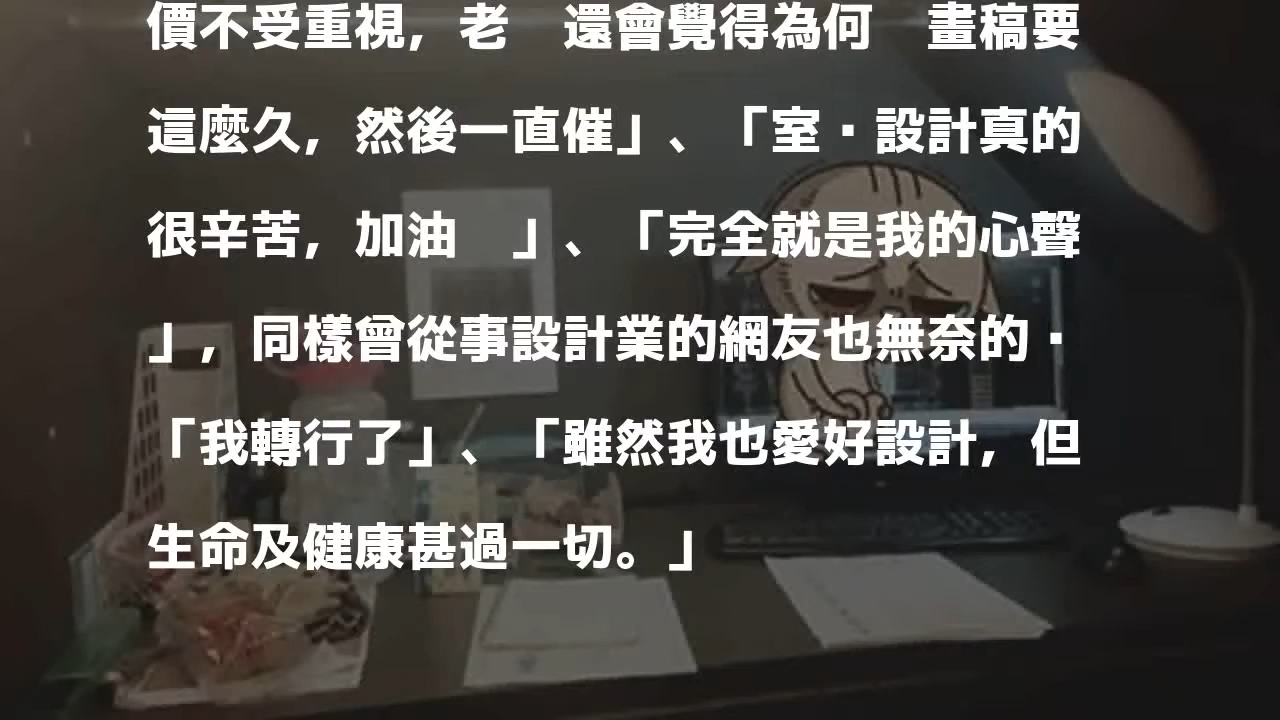 價不受重視，老　還會覺得為何　畫稿要
這麼久，然後一直催」、「室·設計真的
很辛苦，加油　」、「完全就是我的心聲
」，同樣曾從事設計業的網友也無奈的·
「我轉行了」、「雖然我也愛好設計，但
生命及健康甚過一切。」